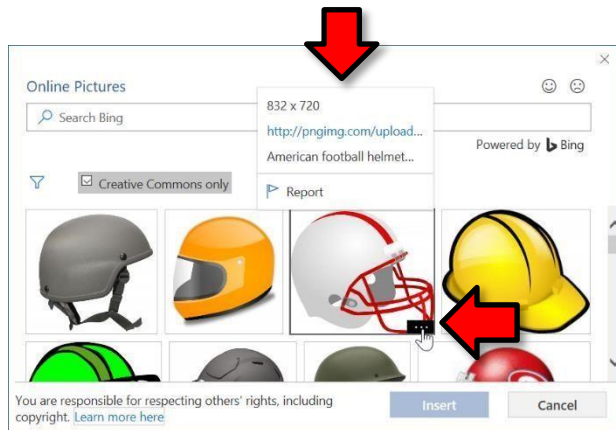 Online Pictures
832 x 720
Search Bing
http://pngimg.com/upload...
American football helmet...
Powered by Bing
Creative Commons only
Report
You are responsible for respecting others' rights, including
copyright. Learn more here
Insert
Cancel